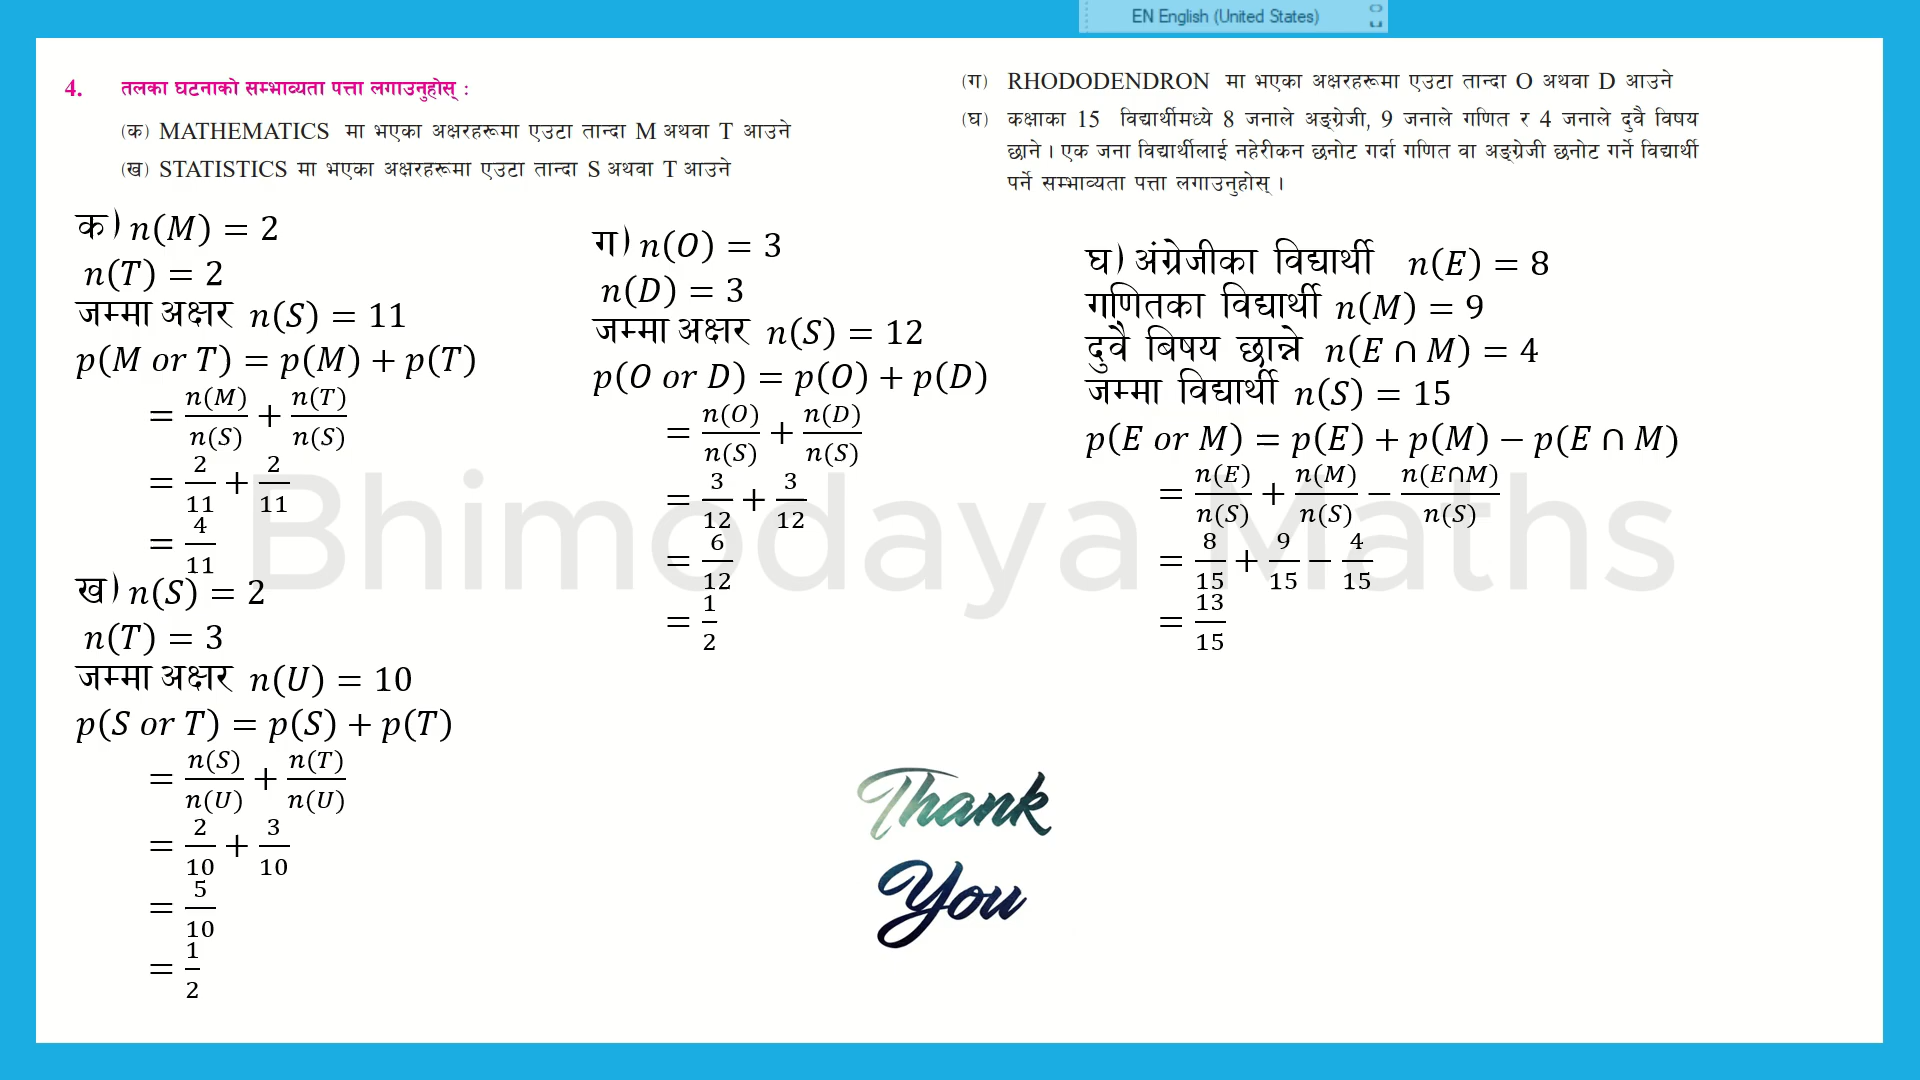 EN English (United States)
4. तलका घटनाको सम्भाव्यता पत्ता लगाउनुहोस् :
(क) MATHEMATICS मा भएका अक्षरहरूमा एउटा तान्दा M अथवा T आउने
(ख) STATISTICS मा भएका अक्षरहरूमा एउटा तान्दा S अथवा T आउने
(ग) RHODODENDRON मा भएका अक्षरहरूमा एउटा तान्दा O अथवा D आउने
(घ) कक्षाका 15 विद्यार्थीमध्ये 8 जनाले अङ्ग्रेजी, 9 जनाले गणित र 4 जनाले दुवै विषय
छाने । एक जना विद्यार्थीलाई नहेरीकन छनोट गर्दा गणित वा अङ्ग्रेजी छनोट गर्ने विद्यार्थी
पर्ने सम्भाव्यता पत्ता लगाउनुहोस् ।
क) n(M) = 2
n(T) = 2
जम्मा अक्षर n(S) = 11
p(M or T) = p(M) + p(T)
= n(M)/n(S) + n(T)/n(S)
= 2/11 + 2/11
= 4/11
ख) n(S) = 2
n(T) = 3
जम्मा अक्षर n(U) = 10
p(S or T) = p(S) + p(T)
= n(S)/n(U) + n(T)/n(U)
= 2/10 + 3/10
= 5/10
= 1/2
ग) n(O) = 3
n(D) = 3
जम्मा अक्षर n(S) = 12
p(O or D) = p(O) + p(D)
= n(O)/n(S) + n(D)/n(S)
= 3/12 + 3/12
= 6/12
= 1/2
घ) अंग्रेजीका विद्यार्थी n(E) = 8
गणितका विद्यार्थी n(M) = 9
दुवै बिषय छान्ने n(E ∩ M) = 4
जम्मा विद्यार्थी n(S) = 15
p(E or M) = p(E) + p(M) − p(E ∩ M)
= n(E)/n(S) + n(M)/n(S) − n(E∩M)/n(S)
= 8/15 + 9/15 − 4/15
= 13/15
Bhimodaya Maths
Thank
You